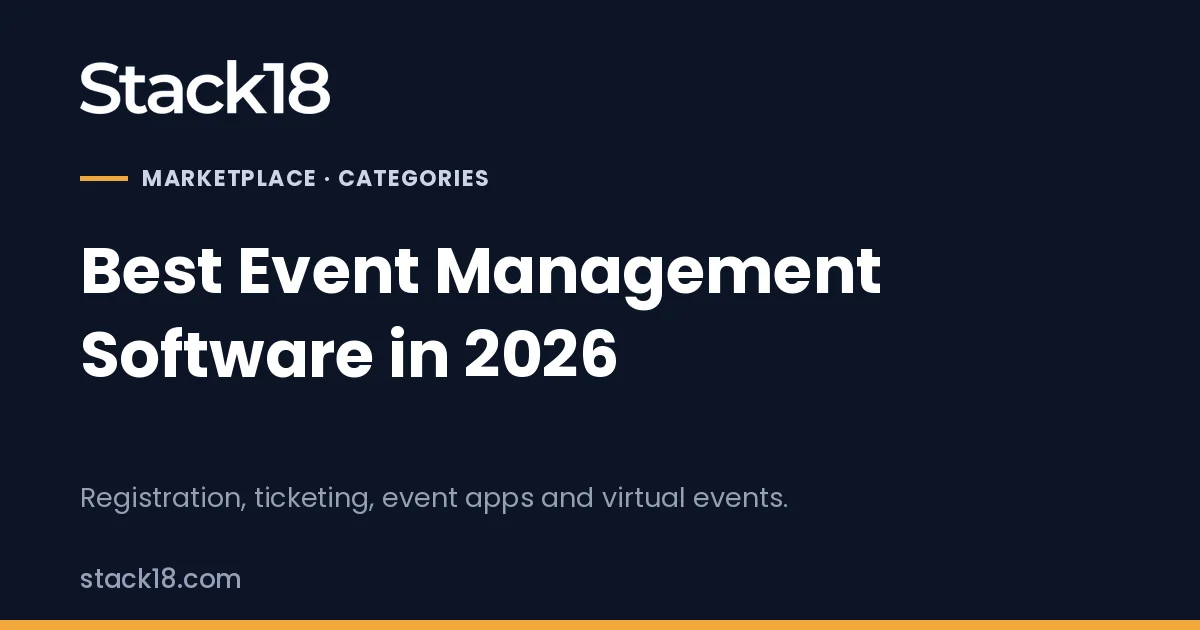 Stack18
MARKETPLACE · CATEGORIES
Best Event Management
Software in 2026
Registration, ticketing, event apps and virtual events.
stack18.com